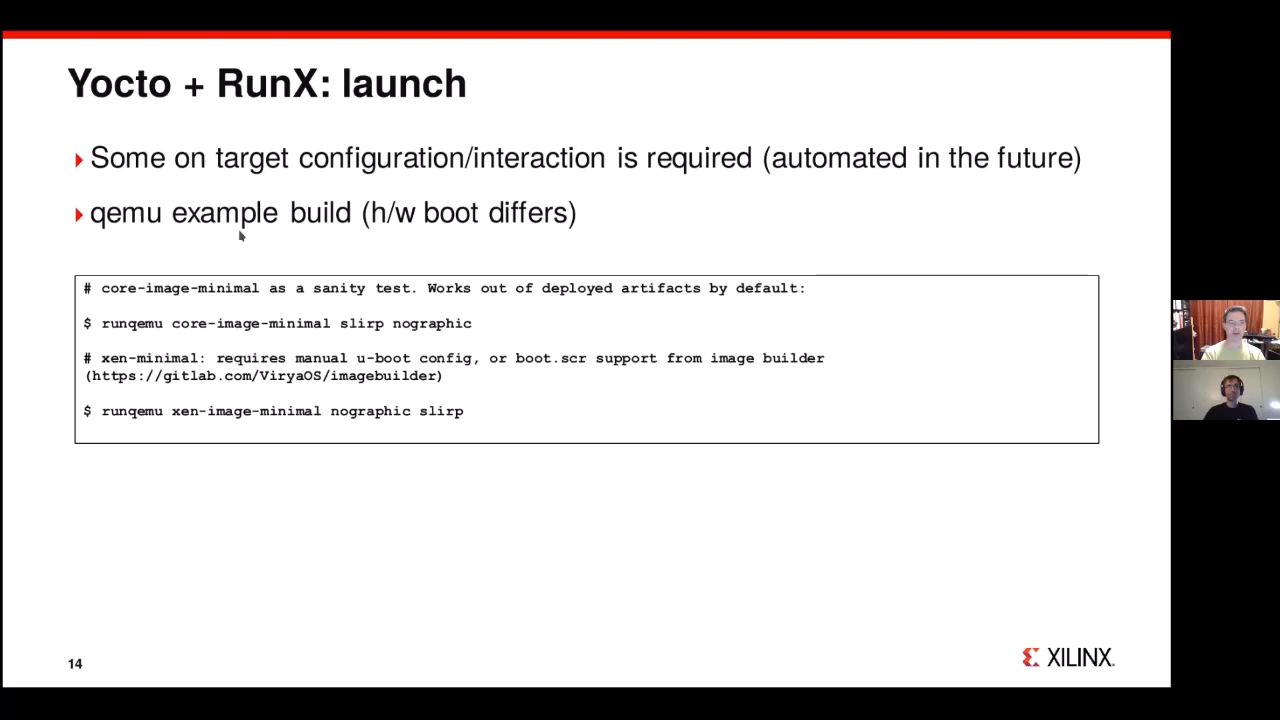 Yocto + RunX: launch
Some on target configuration/interaction is required (automated in the future)
qemu example build (h/w boot differs)
# core-image-minimal as a sanity test. Works out of deployed artifacts by default:
$ runqemu core-image-minimal slirp nographic
# xen-minimal: requires manual u-boot config, or boot.scr support from image builder
(https://gitlab.com/ViryaOS/imagebuilder)
$ runqemu xen-image-minimal nographic slirp
14
XILINX.